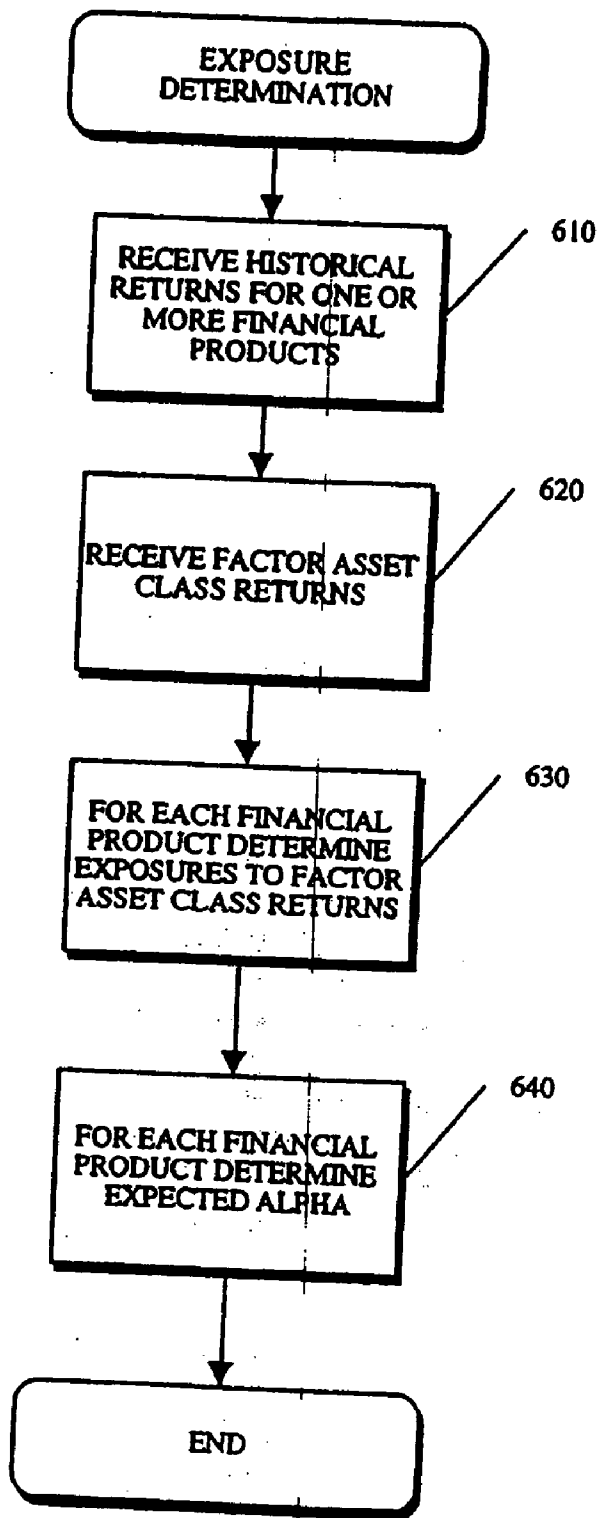 EXPOSURE
DETERMINATION
610
RECEIVE HISTORICAL
RETURNS FOR ONE OR
MORE FINANCIAL
PRODUCTS
620
RECEIVE FACTOR ASSET
CLASS RETURNS
630
FOR EACH FINANCIAL
PRODUCT DETERMINE
EXPOSURES TO FACTOR
ASSET CLASS RETURNS
640
FOR EACH FINANCIAL
PRODUCT DETERMINE
EXPECTED ALPHA
END